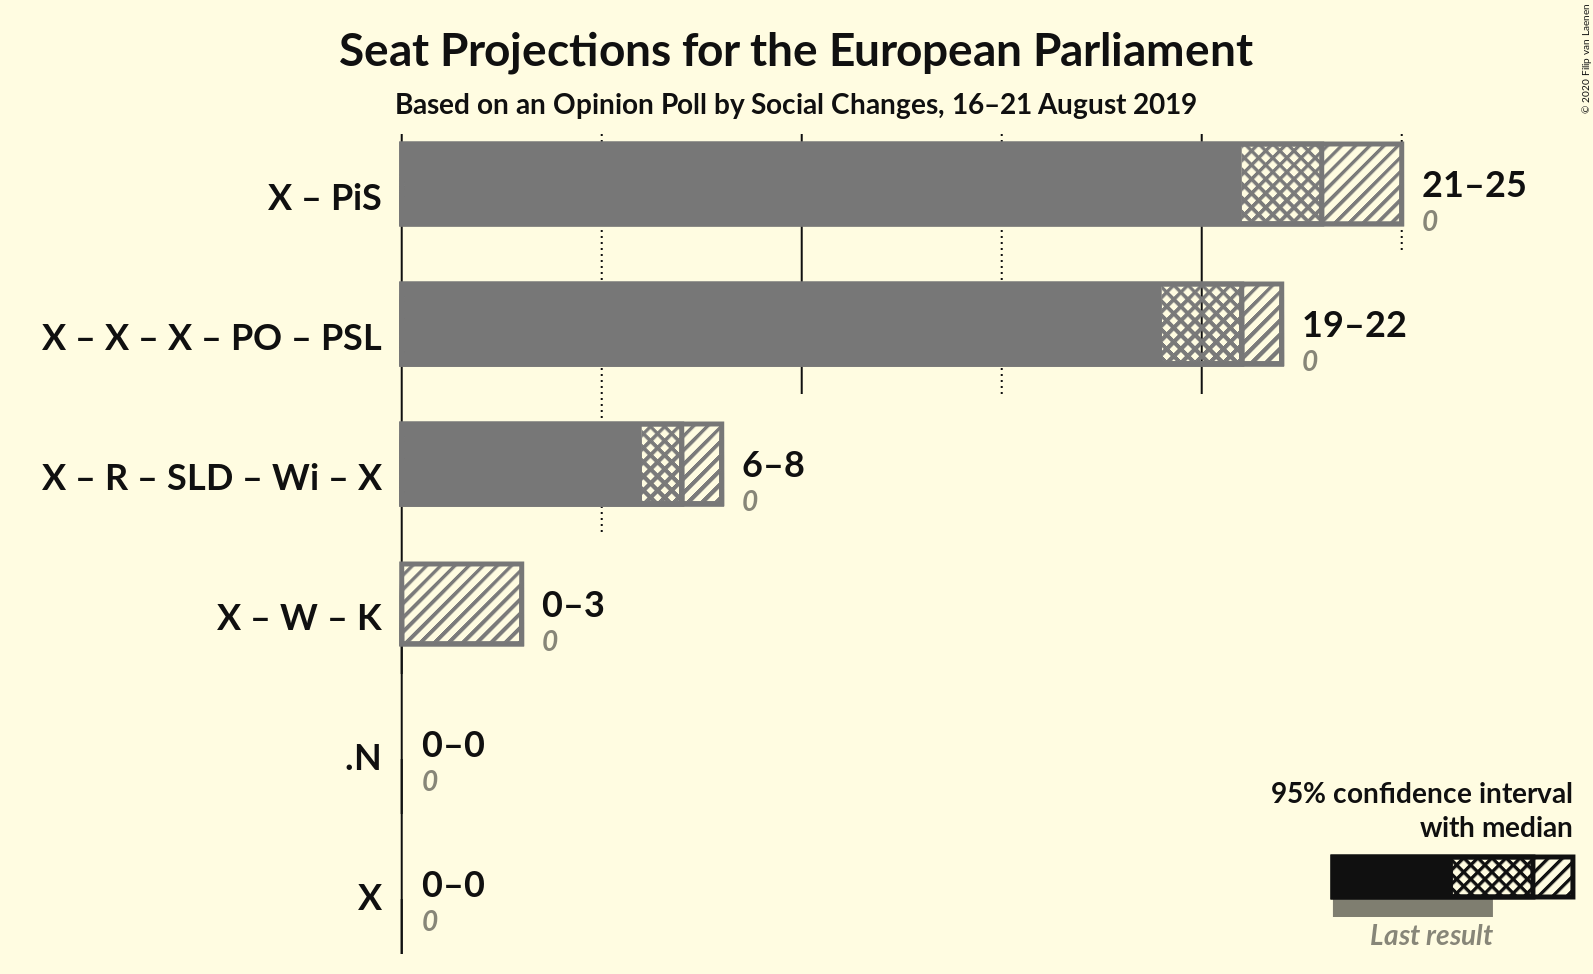 Seat Projections for the European Parliament
Based on an Opinion Poll by Social Changes, 16–21 August 2019
© 2020 Filip van Laenen
X – PiS
21–25
0
X – X – X – PO – PSL
19–22
0
X – R – SLD – Wi – X
6–8
0
X – W – K
0–3
0
.N
0–0
0
X
0–0
0
95% confidence interval
with median
Last result